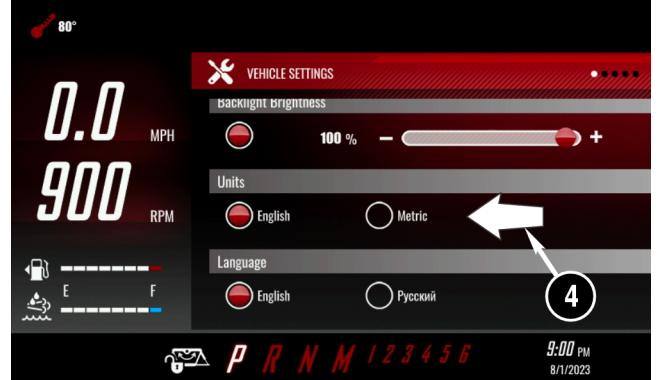 80°
VEHICLE SETTINGS
Backlight Brightness
0.0 MPH
100 % − +
Units
900 RPM
English Metric
Language
E F
English Русский
4
P R N M 1 2 3 4 5 6
9:00 PM
8/1/2023